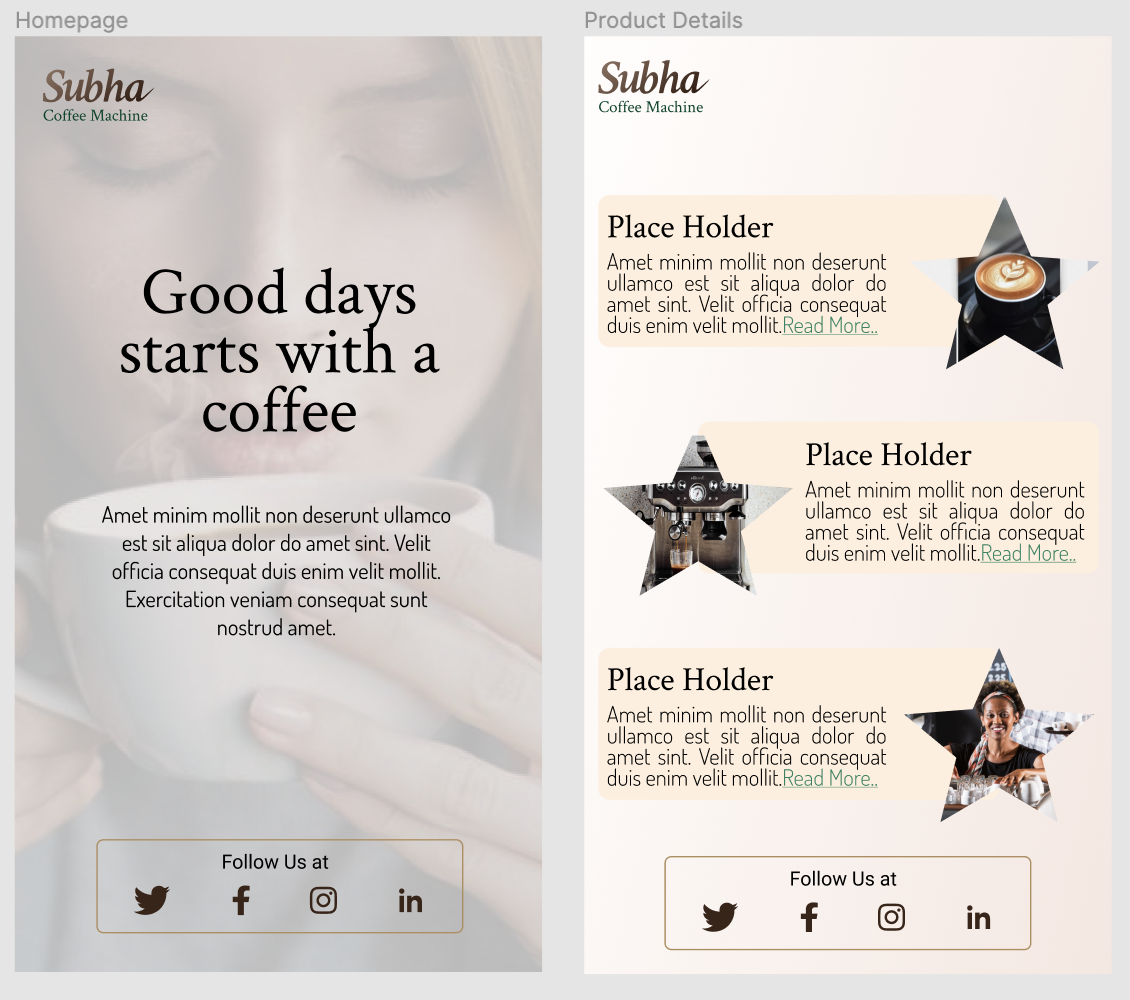 Homepage
Subha
Coffee Machine
Good days
starts with a
coffee
Amet minim mollit non deserunt ullamco
est sit aliqua dolor do amet sint. Velit
officia consequat duis enim velit mollit.
Exercitation veniam consequat sunt
nostrud amet.
Follow Us at
in
Product Details
Subha
Coffee Machine
Place Holder
Amet minim mollit non deserunt
ullamco est sit aliqua dolor do
amet sint. Velit officia consequat
duis enim velit mollit.Read More..
Place Holder
Amet minim mollit non deserunt
ullamco est sit aliqua dolor do
amet sint. Velit officia consequat
duis enim velit mollit.Read More..
Place Holder
Amet minim mollit non deserunt
ullamco est sit aliqua dolor do
amet sint. Velit officia consequat
duis enim velit mollit.Read More..
Follow Us at
in